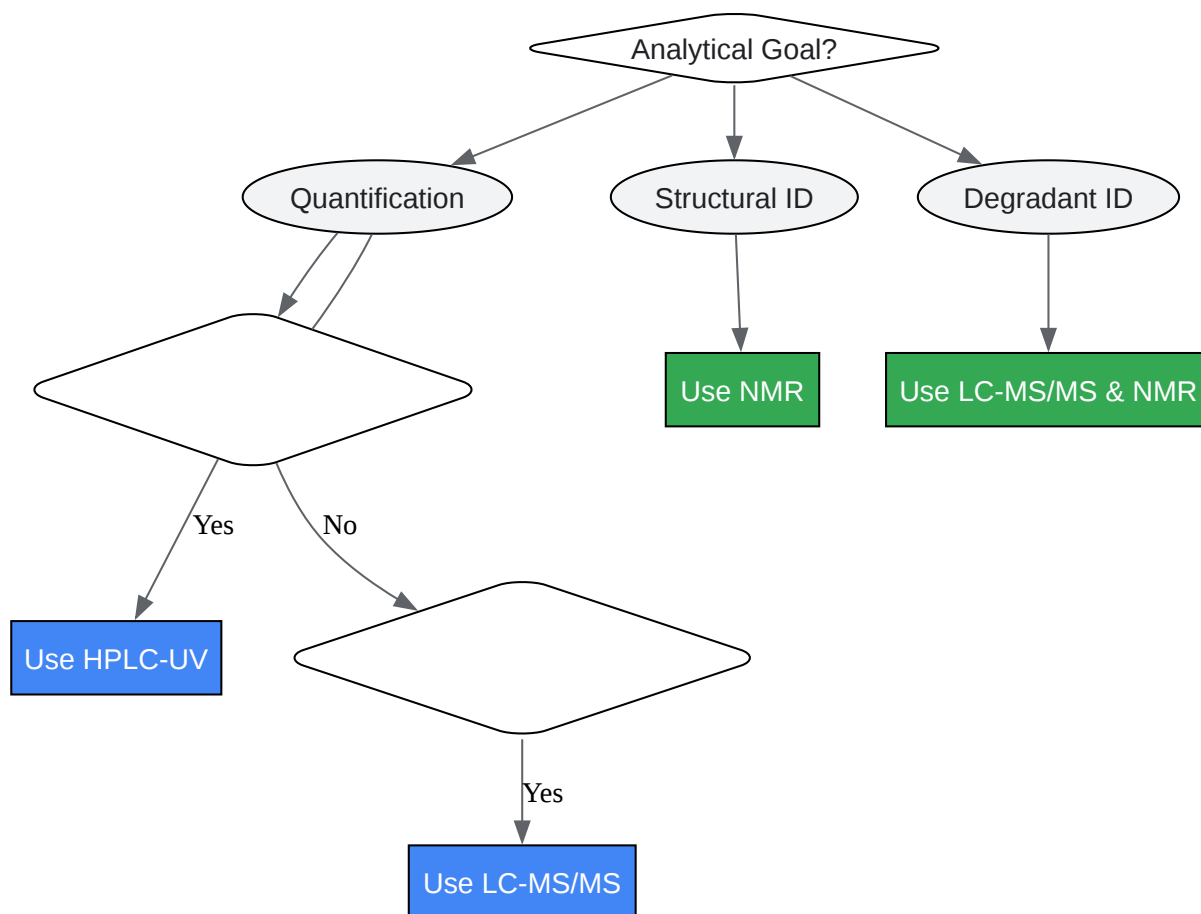 Analytical Goal?
Quantification
Structural ID
Degradant ID
Use NMR
Use LC-MS/MS & NMR
Yes
No
Use HPLC-UV
Yes
Use LC-MS/MS